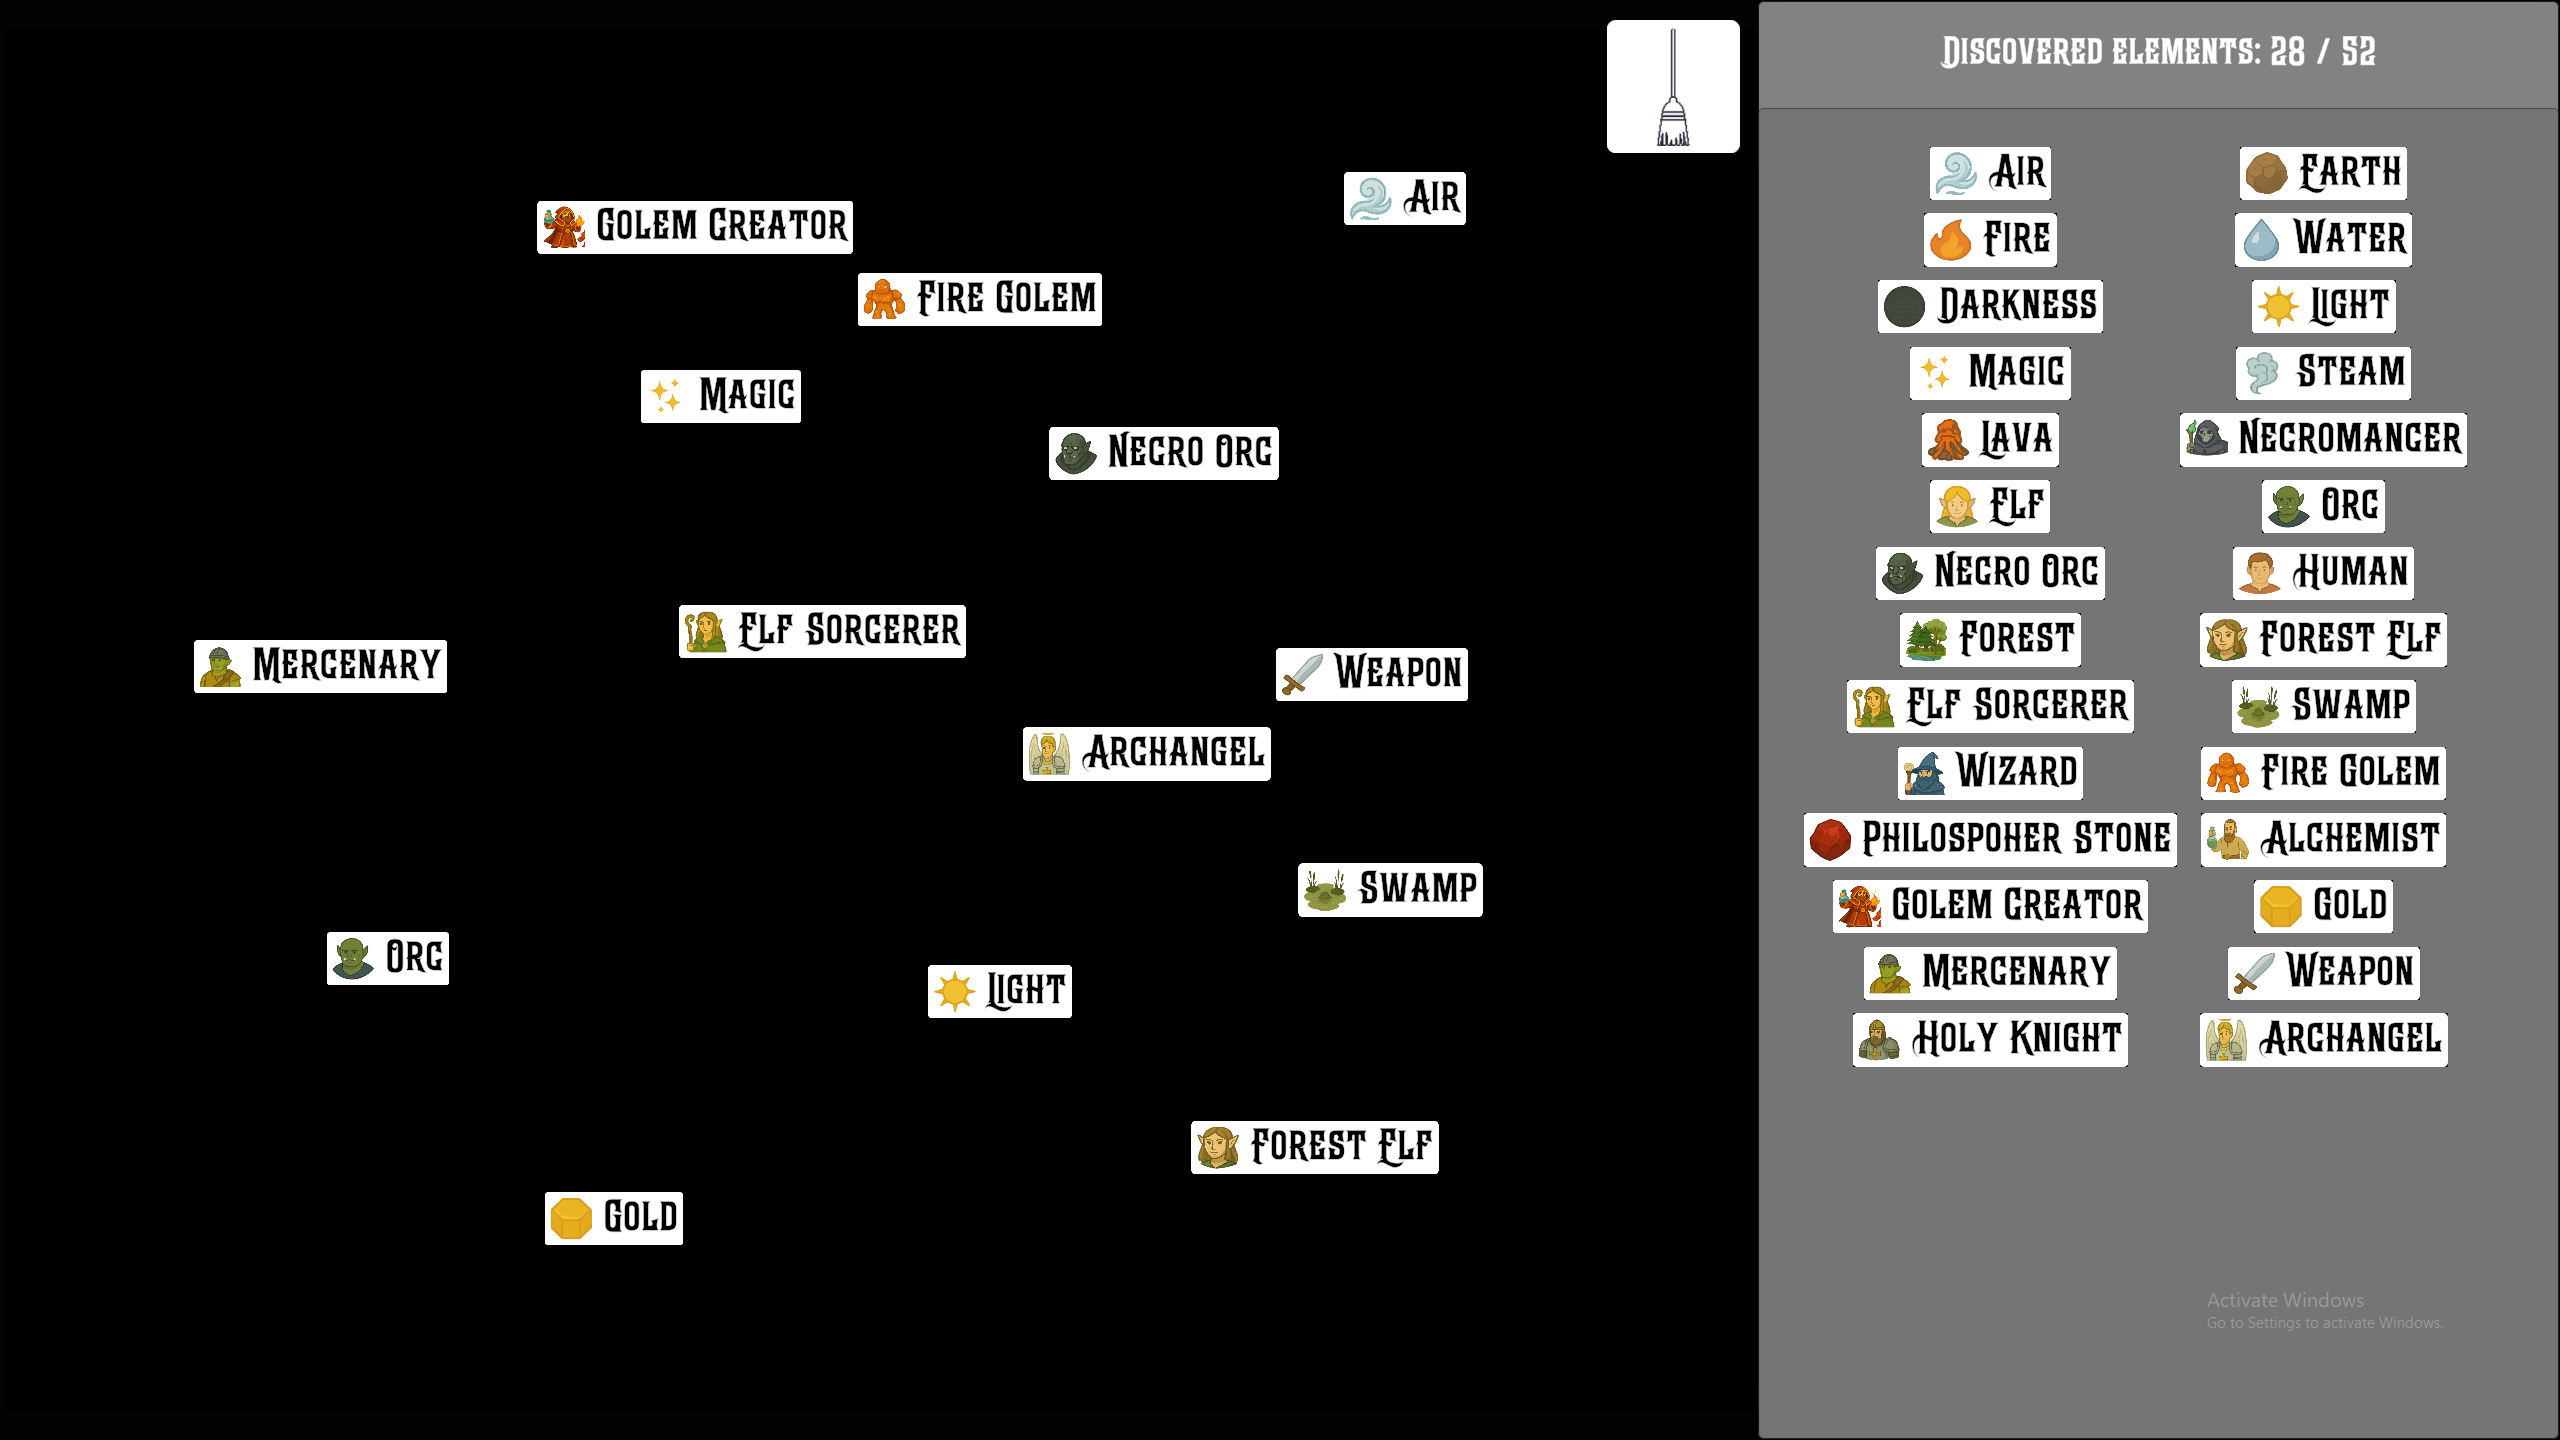 Discovered elements: 28 / 52
Air
Golem Creator
Fire Golem
Magic
Necro Orc
Elf Sorcerer
Mercenary
Weapon
Archangel
Swamp
Orc
Light
Forest Elf
Gold
Air
Earth
Fire
Water
Darkness
Light
Magic
Steam
Lava
Necromancer
Elf
Orc
Necro Orc
Human
Forest
Forest Elf
Elf Sorcerer
Swamp
Wizard
Fire Golem
Philospoher Stone
Alchemist
Golem Creator
Gold
Mercenary
Weapon
Holy Knight
Archangel
Activate Windows
Go to Settings to activate Windows.